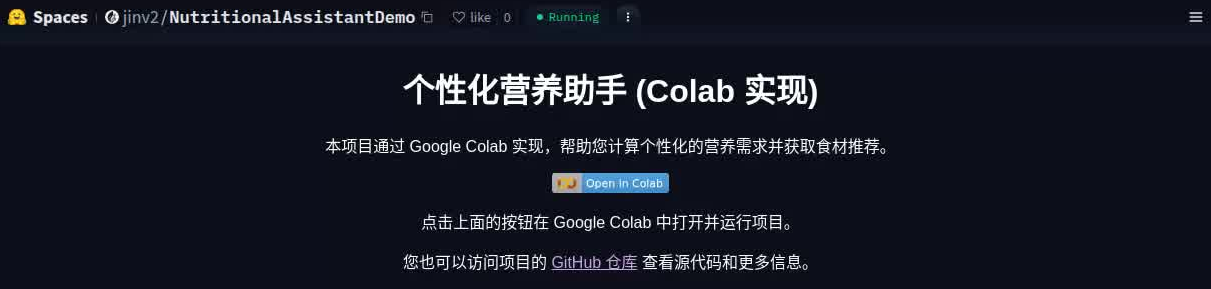 Spaces jinv2/NutritionalAssistantDemo like 0 Running
个性化营养助手 (Colab 实现)
本项目通过 Google Colab 实现，帮助您计算个性化的营养需求并获取食材推荐。
Open in Colab
点击上面的按钮在 Google Colab 中打开并运行项目。
您也可以访问项目的 GitHub 仓库 查看源代码和更多信息。